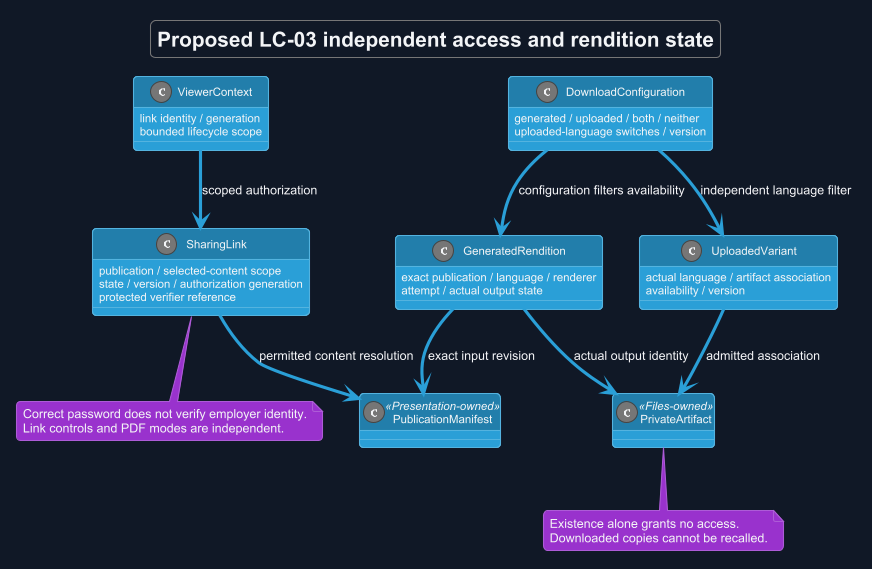 Proposed LC-03 independent access and rendition state
C ViewerContext
link identity / generation
bounded lifecycle scope
C DownloadConfiguration
generated / uploaded / both / neither
uploaded-language switches / version
scoped authorization
configuration filters availability
independent language filter
C SharingLink
publication / selected-content scope
state / version / authorization generation
protected verifier reference
C GeneratedRendition
exact publication / language / renderer
attempt / actual output state
C UploadedVariant
actual language / artifact association
availability / version
permitted content resolution
exact input revision
actual output identity
admitted association
Correct password does not verify employer identity.
Link controls and PDF modes are independent.
C «Presentation-owned»
PublicationManifest
C «Files-owned»
PrivateArtifact
Existence alone grants no access.
Downloaded copies cannot be recalled.